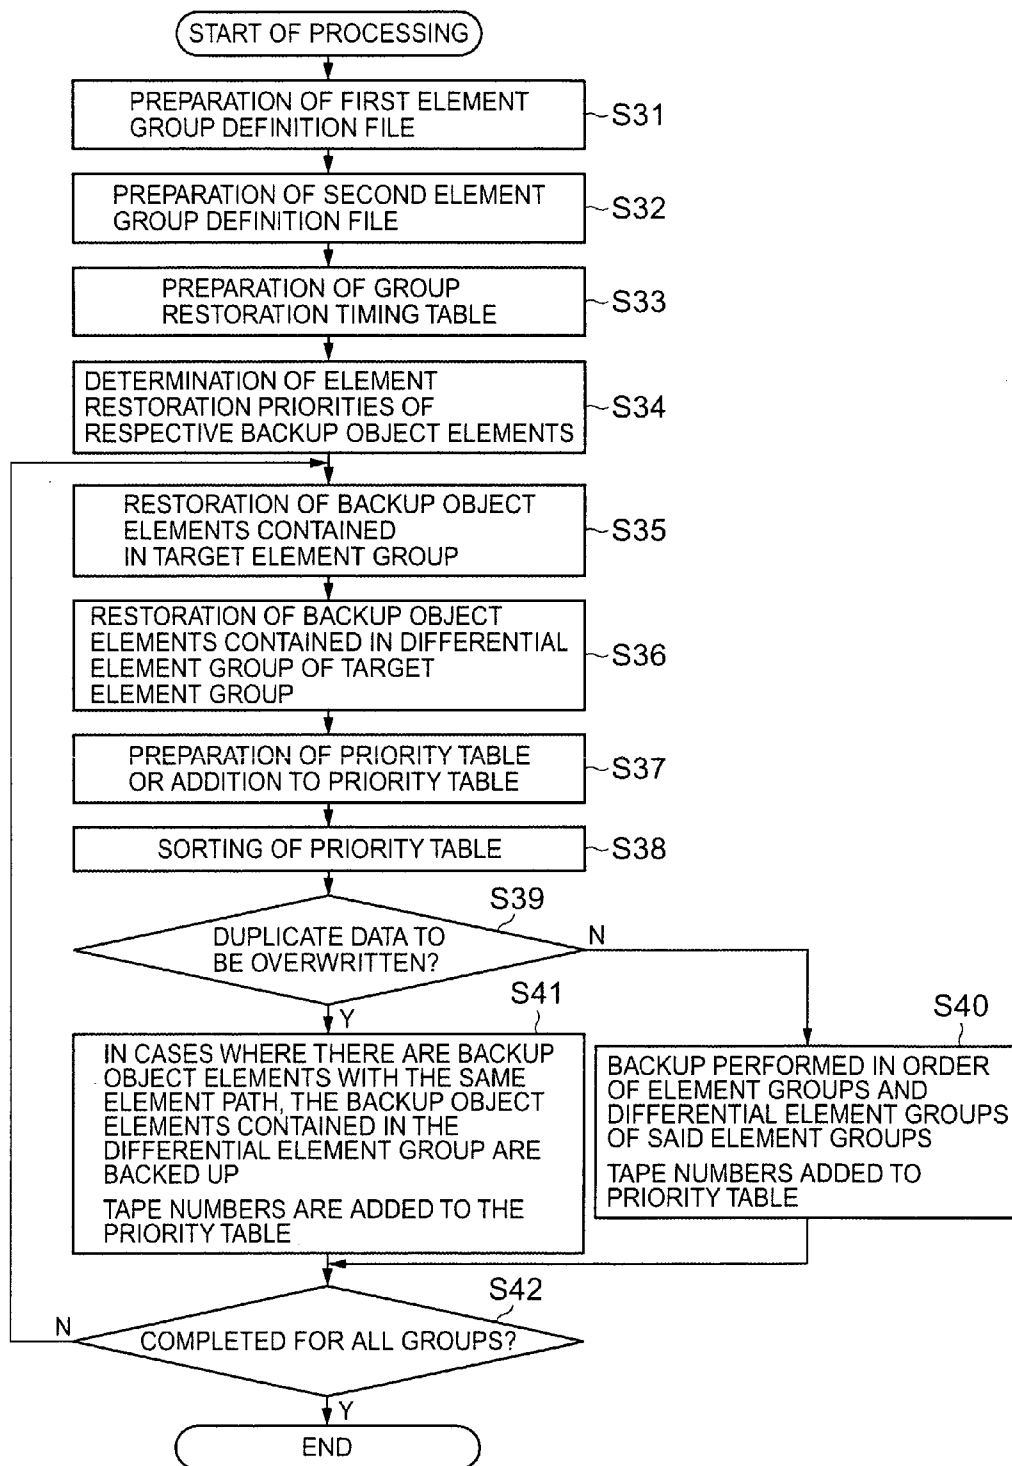 START OF PROCESSING
PREPARATION OF FIRST ELEMENT
GROUP DEFINITION FILE
S31
PREPARATION OF SECOND ELEMENT
GROUP DEFINITION FILE
S32
PREPARATION OF GROUP
RESTORATION TIMING TABLE
S33
DETERMINATION OF ELEMENT
RESTORATION PRIORITIES OF
RESPECTIVE BACKUP OBJECT ELEMENTS
S34
RESTORATION OF BACKUP OBJECT
ELEMENTS CONTAINED
IN TARGET ELEMENT GROUP
S35
RESTORATION OF BACKUP OBJECT
ELEMENTS CONTAINED IN DIFFERENTIAL
ELEMENT GROUP OF TARGET
ELEMENT GROUP
S36
PREPARATION OF PRIORITY TABLE
OR ADDITION TO PRIORITY TABLE
S37
SORTING OF PRIORITY TABLE
S38
S39
DUPLICATE DATA TO
BE OVERWRITTEN?
N
Y
S41
IN CASES WHERE THERE ARE BACKUP
OBJECT ELEMENTS WITH THE SAME
ELEMENT PATH, THE BACKUP OBJECT
ELEMENTS CONTAINED IN THE
DIFFERENTIAL ELEMENT GROUP ARE
BACKED UP
TAPE NUMBERS ARE ADDED TO THE
PRIORITY TABLE
S40
BACKUP PERFORMED IN ORDER
OF ELEMENT GROUPS AND
DIFFERENTIAL ELEMENT GROUPS
OF SAID ELEMENT GROUPS
TAPE NUMBERS ADDED TO
PRIORITY TABLE
S42
N
COMPLETED FOR ALL GROUPS?
Y
END